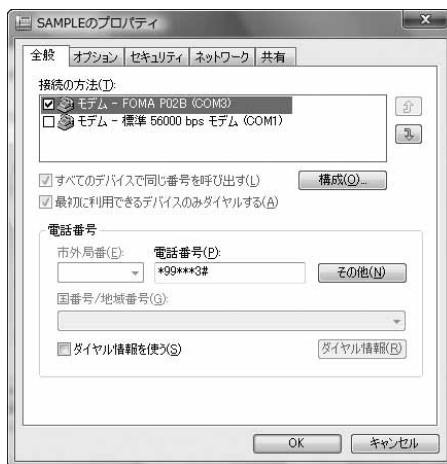 SAMPLEのプロパティ
全般 オプション セキュリティ ネットワーク 共有
接続の方法(T):
モデム - FOMA P02B (COM3)
モデム - 標準 56000 bps モデム (COM1)
すべてのデバイスで同じ番号を呼び出す(L) 構成(O)...
最初に利用できるデバイスのみダイヤルする(A)
電話番号
市外局番(E): 電話番号(P):
*99***3# その他(N)
国番号/地域番号(G):
ダイヤル情報を使う(S) ダイヤル情報(R)
OK キャンセル